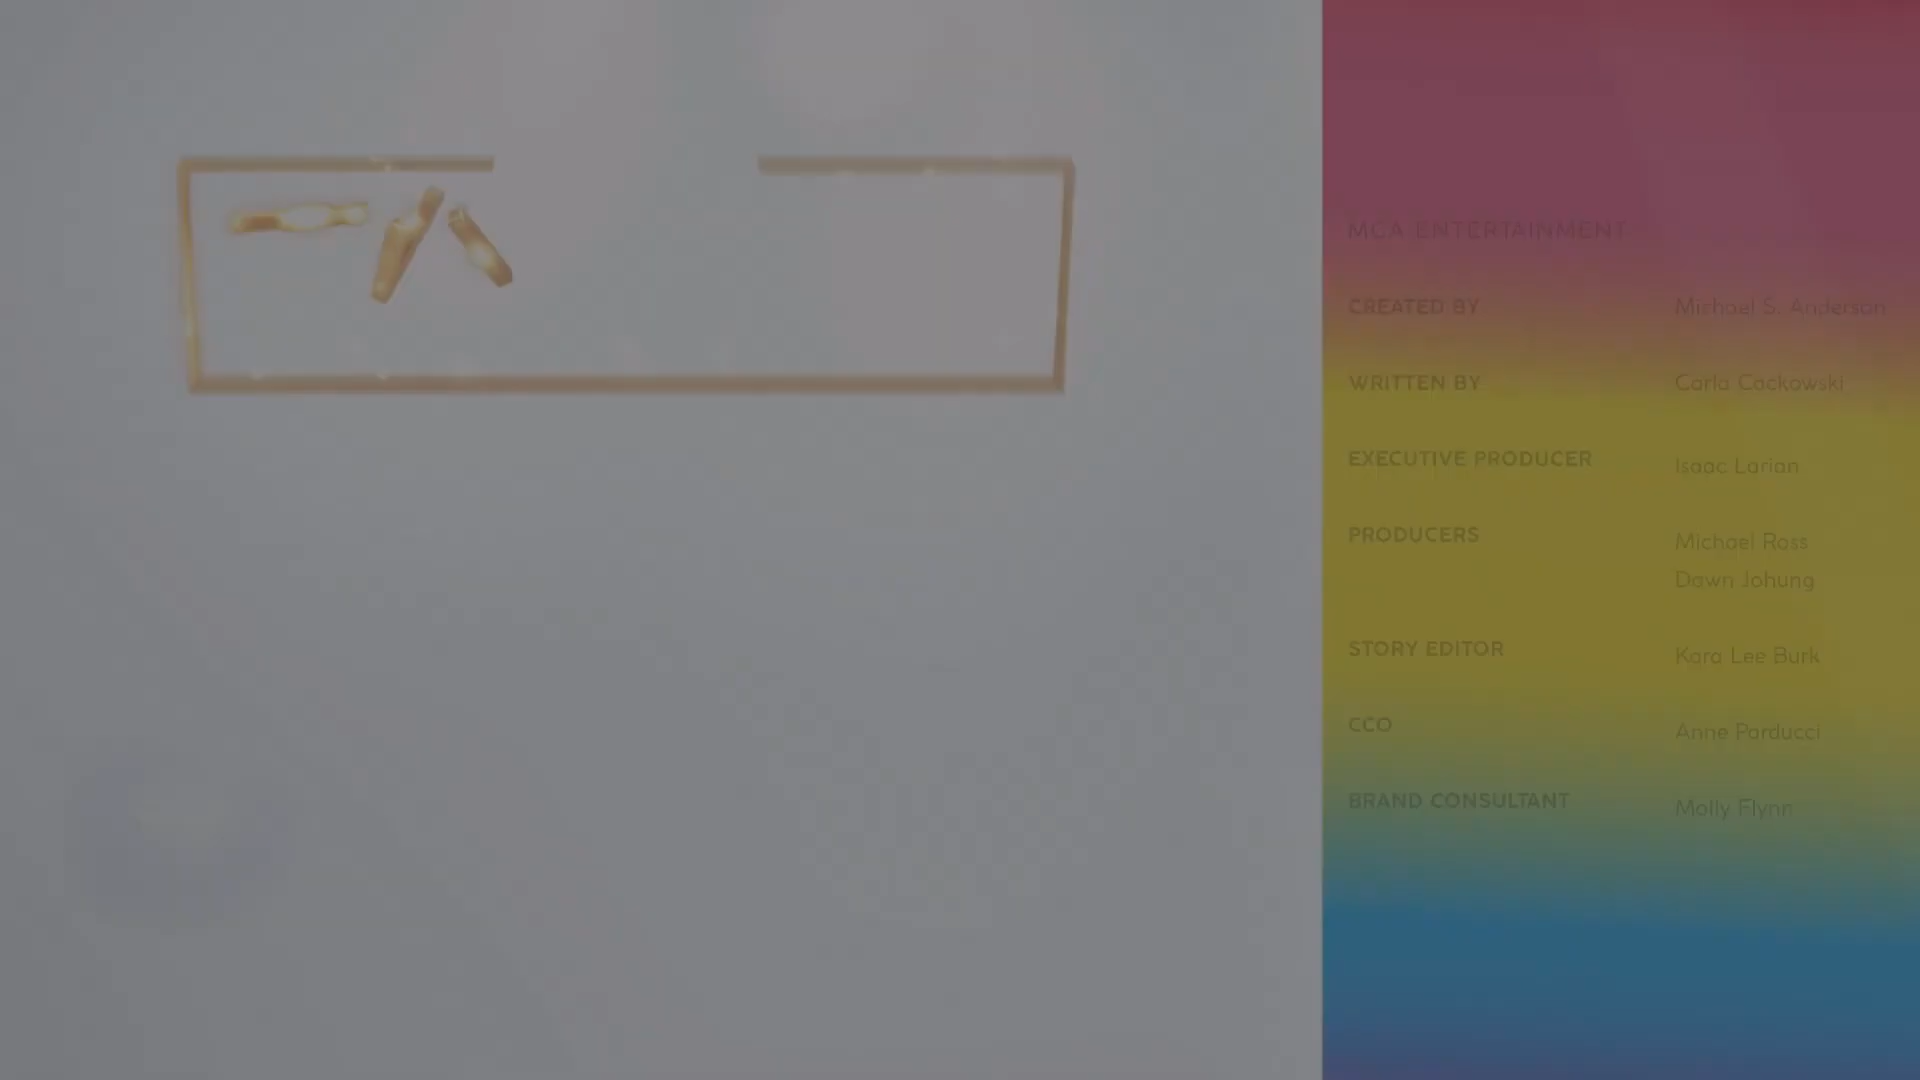 MCA ENTERTAINMENT
CREATED BY Michael S. Anderson
WRITTEN BY Carla Cackowski
EXECUTIVE PRODUCER Isaac Larian
PRODUCERS Michael Ross
Dawn Johung
STORY EDITOR Kara Lee Burk
CCO Anne Parducci
BRAND CONSULTANT Molly Flynn